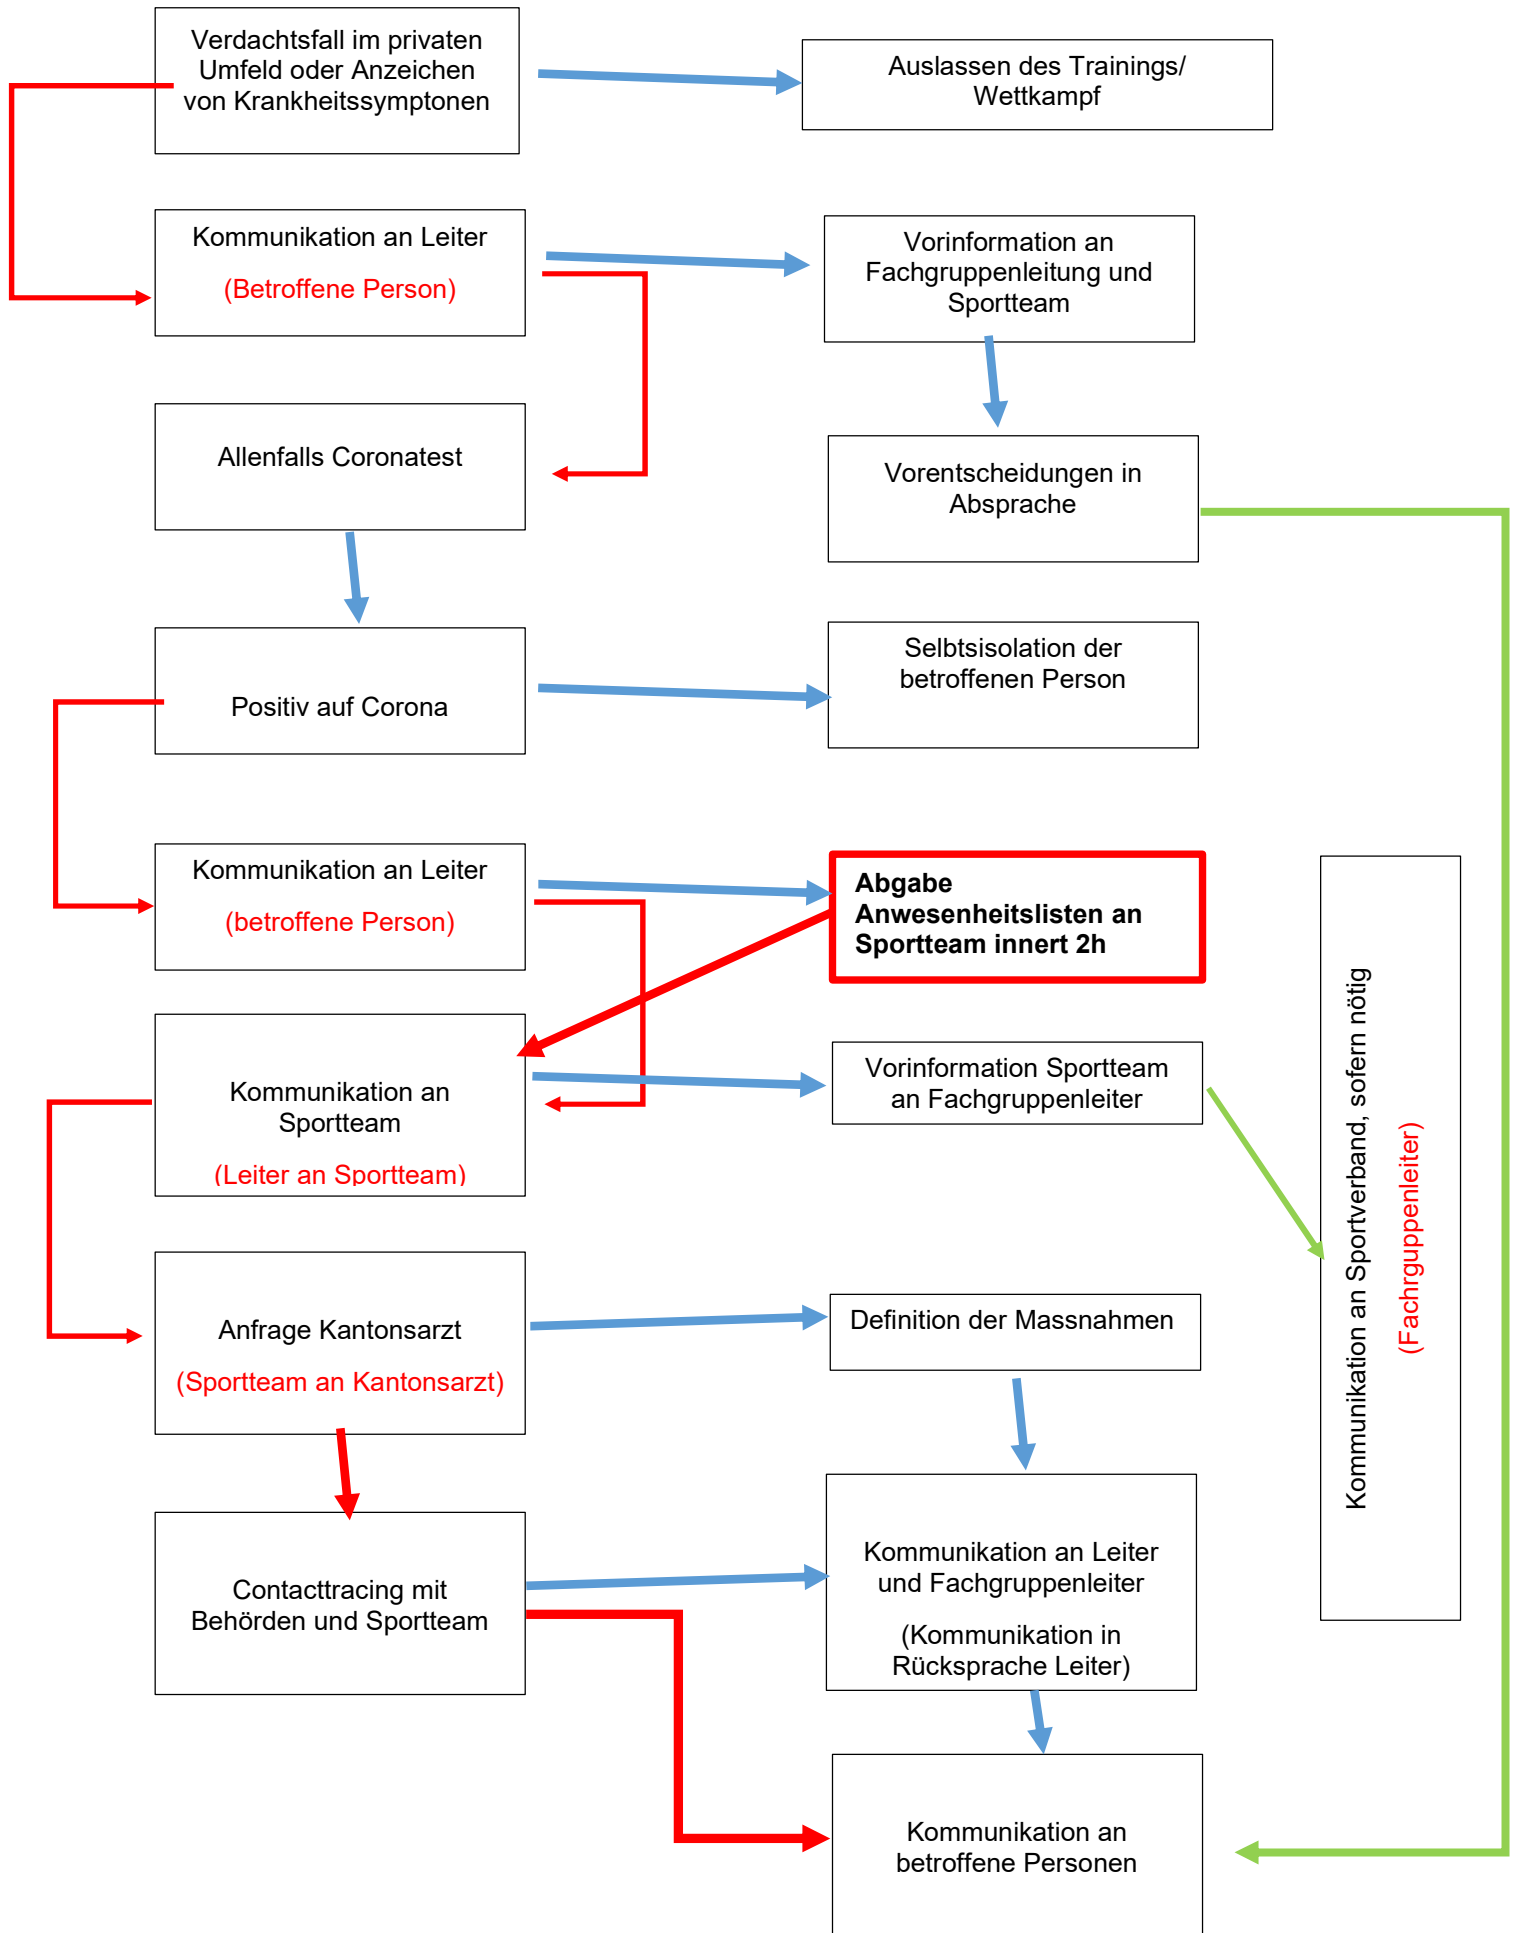 Verdachtsfall im privaten
Umfeld oder Anzeichen
von Krankheitssymptonen
Auslassen des Trainings/
Wettkampf
Kommunikation an Leiter
(Betroffene Person)
Vorinformation an
Fachgruppenleitung und
Sportteam
Allenfalls Coronatest
Vorentscheidungen in
Absprache
Positiv auf Corona
Selbtsisolation der
betroffenen Person
Kommunikation an Leiter
(betroffene Person)
Abgabe
Anwesenheitslisten an
Sportteam innert 2h
Kommunikation an
Sportteam
(Leiter an Sportteam)
Vorinformation Sportteam
an Fachgruppenleiter
Kommunikation an Sportverband, sofern nötig
(Fachrguppenleiter)
Anfrage Kantonsarzt
(Sportteam an Kantonsarzt)
Definition der Massnahmen
Contacttracing mit
Behörden und Sportteam
Kommunikation an Leiter
und Fachgruppenleiter
(Kommunikation in
Rücksprache Leiter)
Kommunikation an
betroffene Personen